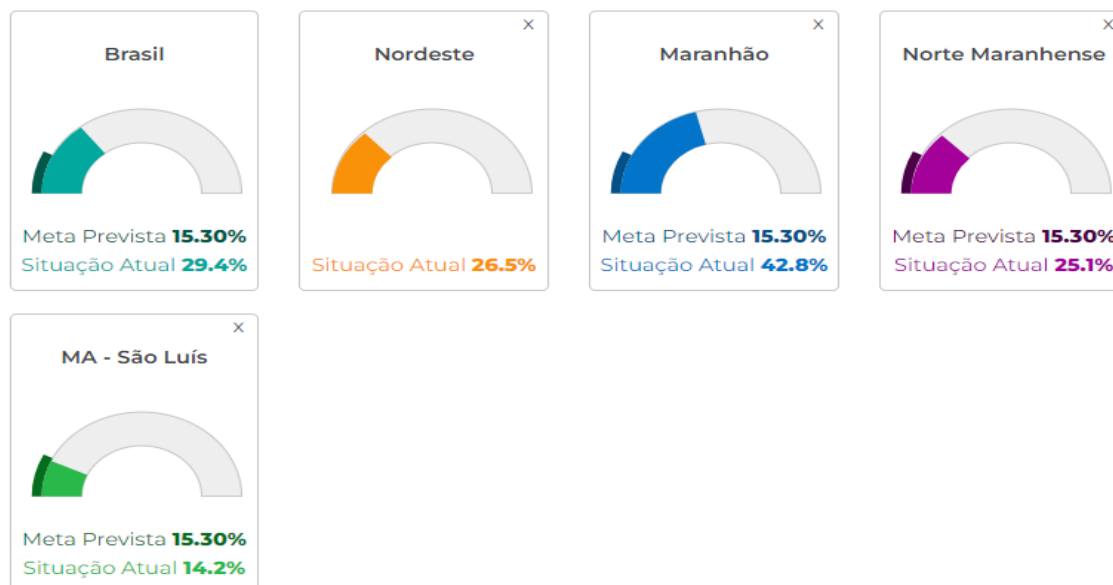 X
X
X
Brasil
Nordeste
Maranhão
Norte Maranhense
Meta Prevista 15.30%
Situação Atual 29.4%
Situação Atual 26.5%
Meta Prevista 15.30%
Situação Atual 42.8%
Meta Prevista 15.30%
Situação Atual 25.1%
X
MA - São Luís
Meta Prevista 15.30%
Situação Atual 14.2%